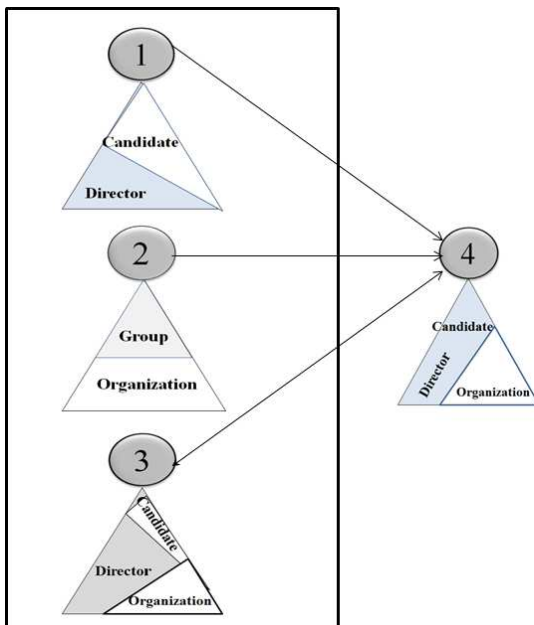 1
Candidate
Director
2
Group
Organization
3
Candidate
Director
Organization
4
Candidate
Director
Organization